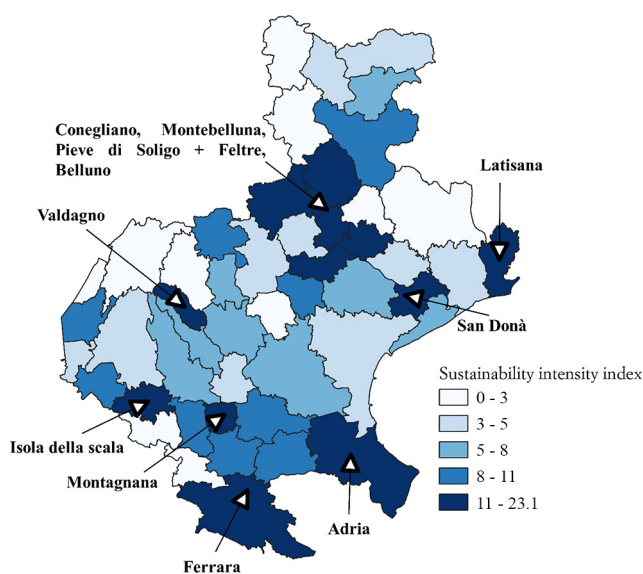 Conegliano, Montebelluna,
Pieve di Soligo + Feltre,
Belluno
Latisana
Valdagno
San Donà
Sustainability intensity index
0 - 3
3 - 5
5 - 8
8 - 11
11 - 23.1
Isola della scala
Montagnana
Adria
Ferrara